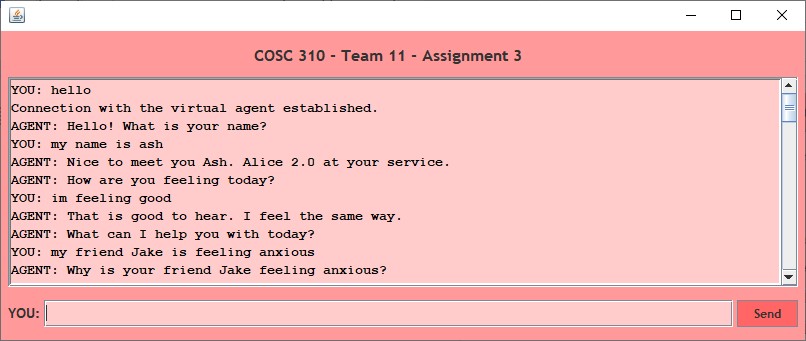 COSC 310 - Team 11 - Assignment 3
YOU: hello
Connection with the virtual agent established.
AGENT: Hello! What is your name?
YOU: my name is ash
AGENT: Nice to meet you Ash. Alice 2.0 at your service.
AGENT: How are you feeling today?
YOU: im feeling good
AGENT: That is good to hear. I feel the same way.
AGENT: What can I help you with today?
YOU: my friend Jake is feeling anxious
AGENT: Why is your friend Jake feeling anxious?
YOU:
Send